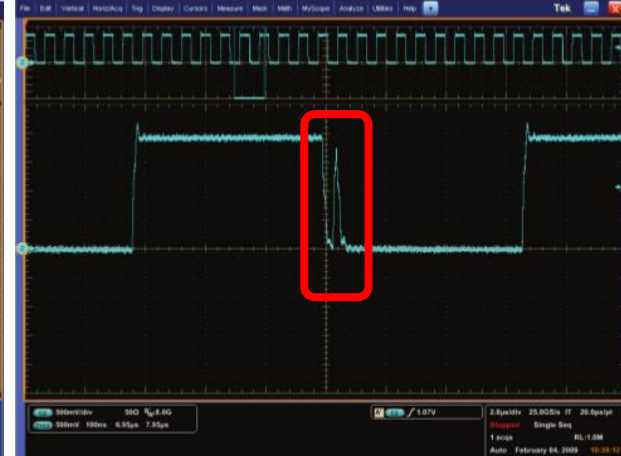 File Edit Vertical Horiz/Acq Trig Display Cursors Measure Mask Math MyScope Analyze Utilities Help
Tek
500mV/div 50Ω 8.0G
500mV 100ns 6.95µs 7.95µs
1.07V
2.0µs/div 25.0GS/s IT 20.0ps/pt
Stopped Single Seq
1 acqs RL:1.0M
Auto February 04, 2009